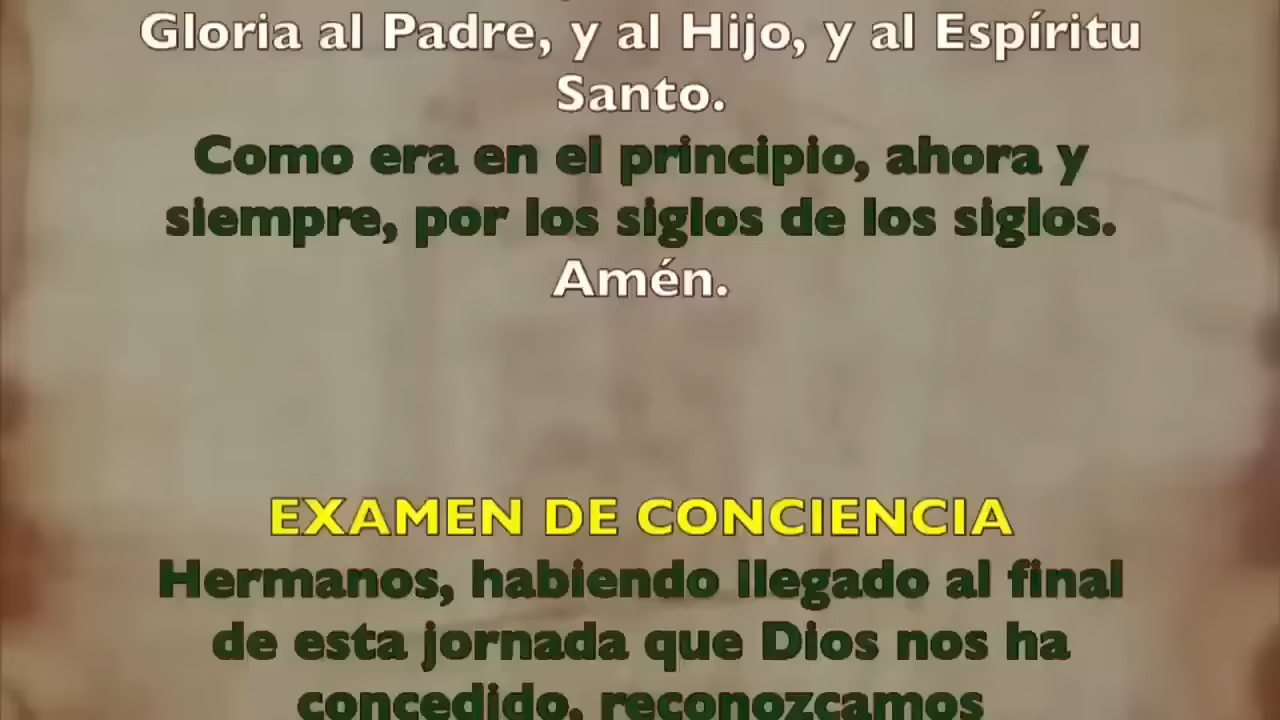 Gloria al Padre, y al Hijo, y al Espíritu
Santo.
Como era en el principio, ahora y
siempre, por los siglos de los siglos.
Amén.
EXAMEN DE CONCIENCIA
Hermanos, habiendo llegado al final
de esta jornada que Dios nos ha
concedido, reconozcamos